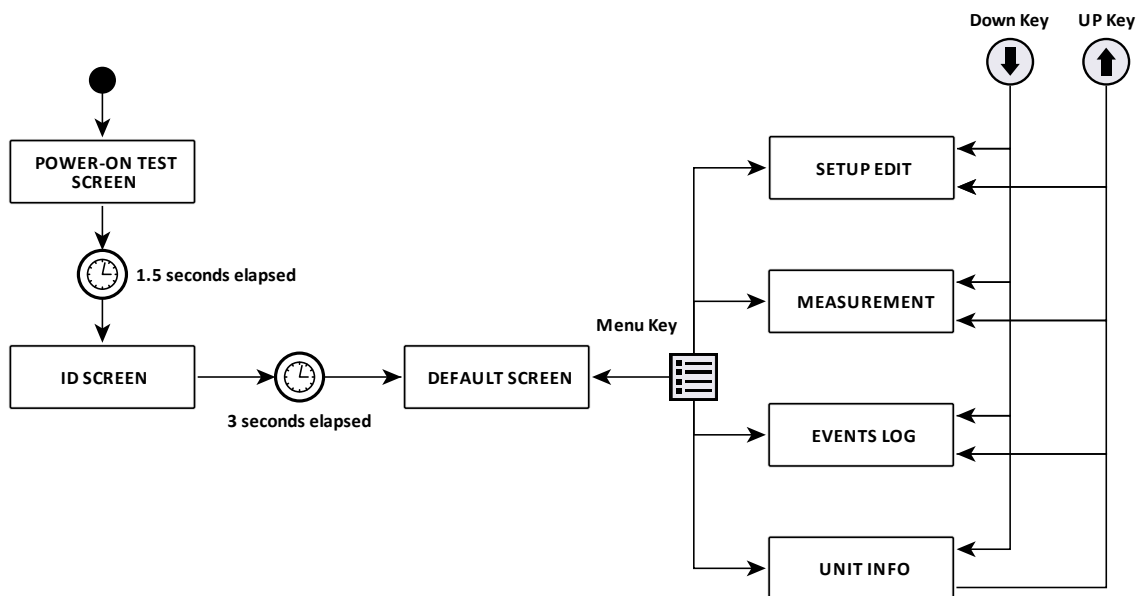 Down Key
UP Key
POWER-ON TEST
SCREEN
SETUP EDIT
1.5 seconds elapsed
MEASUREMENT
Menu Key
ID SCREEN
DEFAULT SCREEN
3 seconds elapsed
EVENTS LOG
UNIT INFO